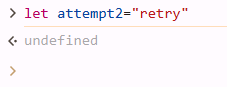 let attempt2="retry"
undefined